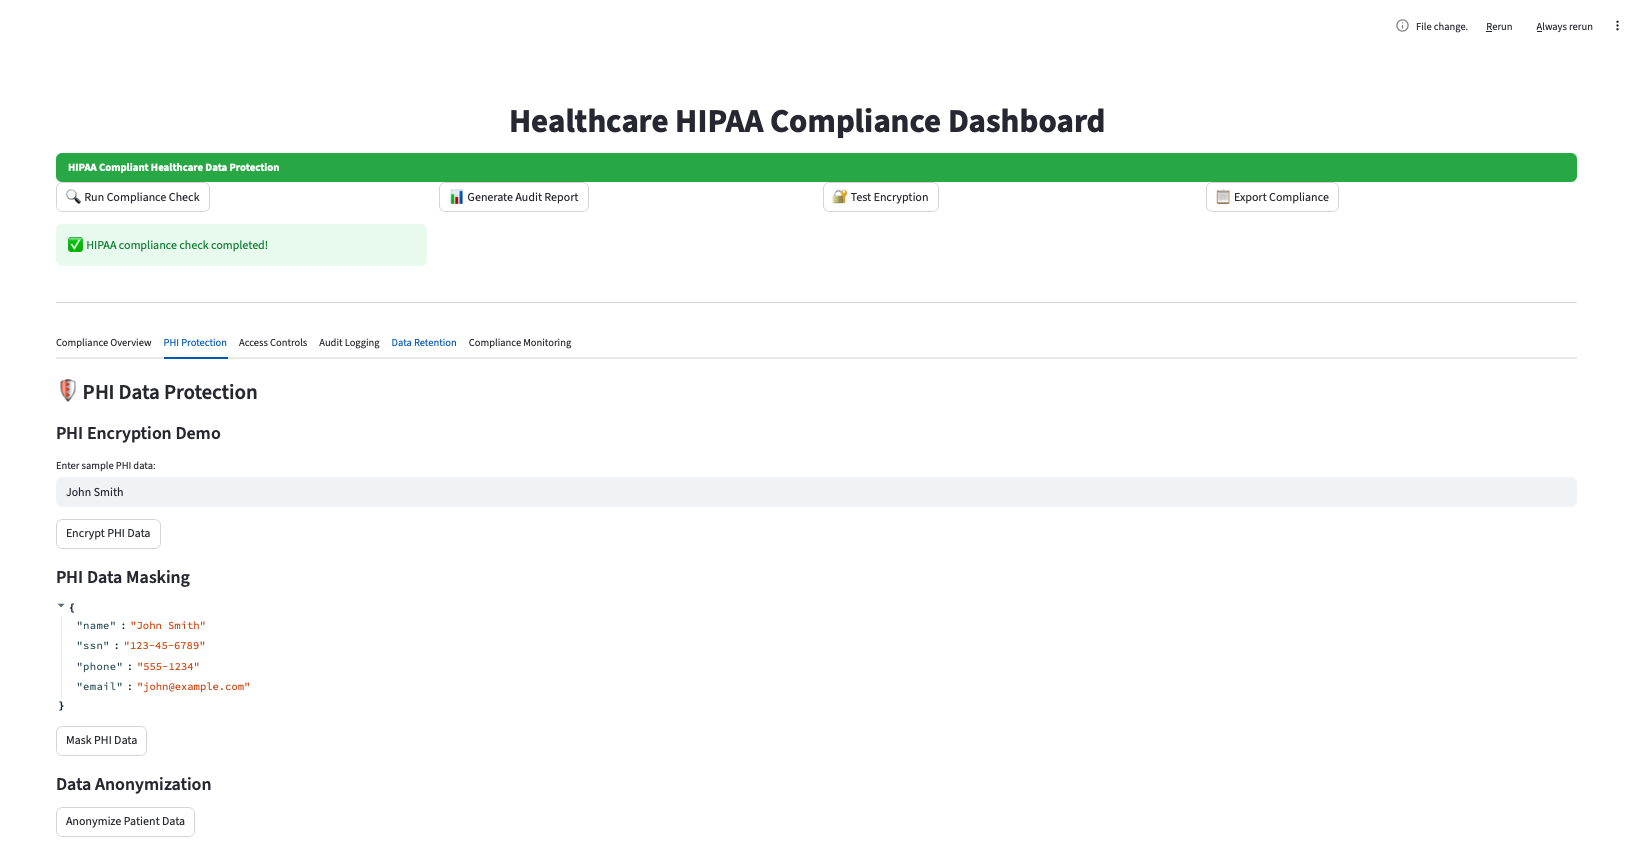 File change. Rerun Always rerun
Healthcare HIPAA Compliance Dashboard
HIPAA Compliant Healthcare Data Protection
Run Compliance Check Generate Audit Report Test Encryption Export Compliance
HIPAA compliance check completed!
Compliance Overview PHI Protection Access Controls Audit Logging Data Retention Compliance Monitoring
PHI Data Protection
PHI Encryption Demo
Enter sample PHI data:
John Smith
Encrypt PHI Data
PHI Data Masking
{
"name" : "John Smith"
"ssn" : "123-45-6789"
"phone" : "555-1234"
"email" : "john@example.com"
}
Mask PHI Data
Data Anonymization
Anonymize Patient Data